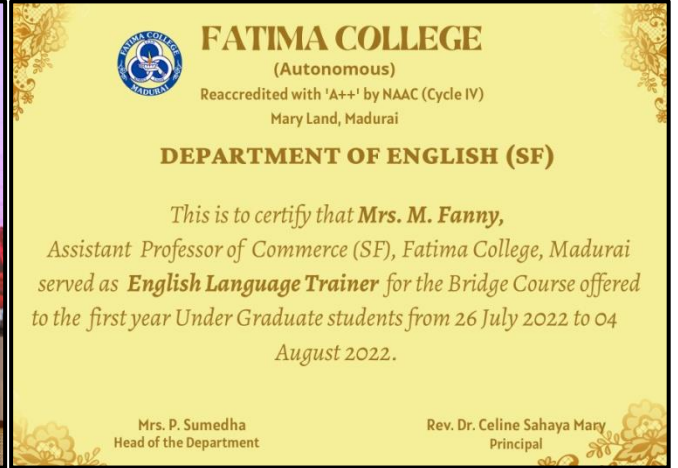 FATIMA COLLEGE
MADURAI
FATIMA COLLEGE
(Autonomous)
Reaccredited with 'A++' by NAAC (Cycle IV)
Mary Land, Madurai
DEPARTMENT OF ENGLISH (SF)
This is to certify that Mrs. M. Fanny,
Assistant Professor of Commerce (SF), Fatima College, Madurai
served as English Language Trainer for the Bridge Course offered
to the first year Under Graduate students from 26 July 2022 to 04
August 2022.
Mrs. P. Sumedha
Head of the Department
Rev. Dr. Celine Sahaya Mary
Principal